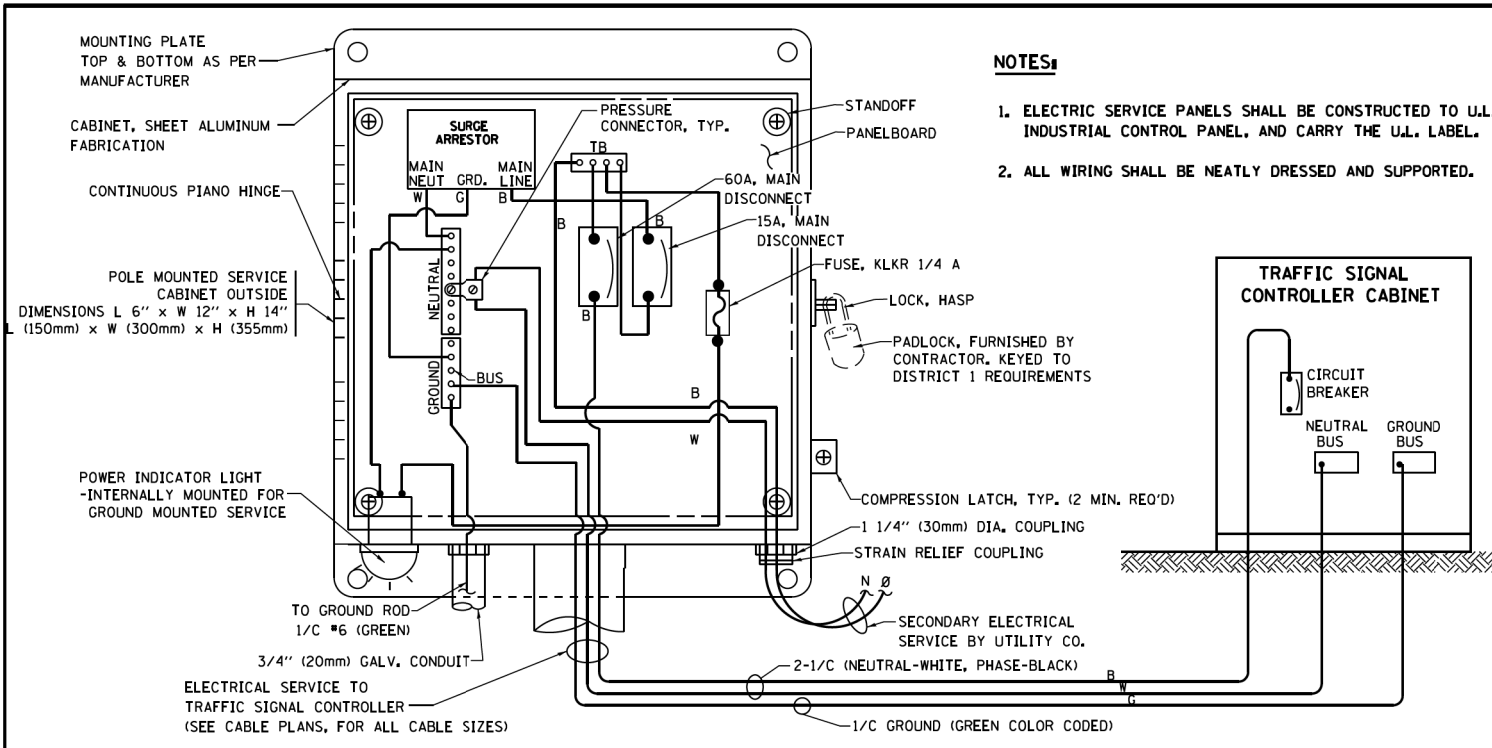 MOUNTING PLATE
TOP & BOTTOM AS PER
MANUFACTURER
CABINET, SHEET ALUMINUM
FABRICATION
CONTINUOUS PIANO HINGE
POLE MOUNTED SERVICE
CABINET OUTSIDE
DIMENSIONS L 6'' x W 12'' x H 14''
L (150mm) x W (300mm) x H (355mm)
POWER INDICATOR LIGHT
-INTERNALLY MOUNTED FOR
GROUND MOUNTED SERVICE
SURGE
ARRESTOR
MAIN
NEUT
GRD.
MAIN
LINE
W
G
B
PRESSURE
CONNECTOR, TYP.
TB
STANDOFF
PANELBOARD
60A, MAIN
DISCONNECT
15A, MAIN
DISCONNECT
B
B
B
FUSE, KLKR 1/4 A
LOCK, HASP
PADLOCK, FURNISHED BY
CONTRACTOR. KEYED TO
DISTRICT 1 REQUIREMENTS
NEUTRAL
GROUND
BUS
B
W
COMPRESSION LATCH, TYP. (2 MIN. REQ'D)
1 1/4'' (30mm) DIA. COUPLING
STRAIN RELIEF COUPLING
N Ø
SECONDARY ELECTRICAL
SERVICE BY UTILITY CO.
TO GROUND ROD
1/C #6 (GREEN)
3/4'' (20mm) GALV. CONDUIT
ELECTRICAL SERVICE TO
TRAFFIC SIGNAL CONTROLLER
(SEE CABLE PLANS, FOR ALL CABLE SIZES)
2-1/C (NEUTRAL-WHITE, PHASE-BLACK)
B
W
G
1/C GROUND (GREEN COLOR CODED)
NOTES:
1. ELECTRIC SERVICE PANELS SHALL BE CONSTRUCTED TO U.L.
INDUSTRIAL CONTROL PANEL, AND CARRY THE U.L. LABEL.
2. ALL WIRING SHALL BE NEATLY DRESSED AND SUPPORTED.
TRAFFIC SIGNAL
CONTROLLER CABINET
CIRCUIT
BREAKER
NEUTRAL
BUS
GROUND
BUS